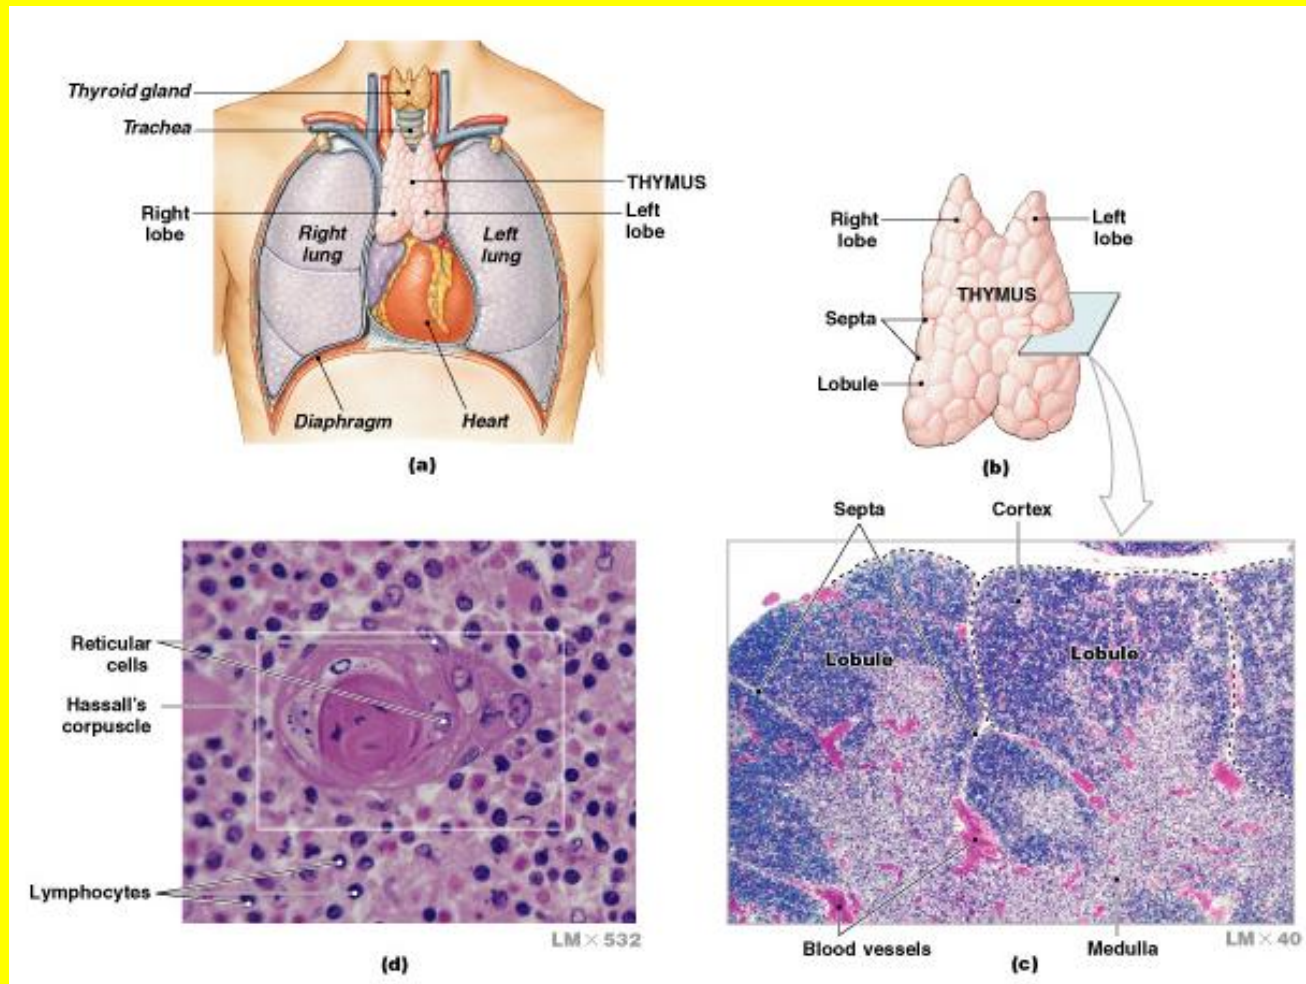 Thyroid gland
Trachea
THYMUS
Right
lobe
Left
lobe
Right
lung
Left
lung
Diaphragm
Heart
(a)
Right
lobe
Left
lobe
THYMUS
Septa
Lobule
(b)
Septa
Cortex
Lobule
Lobule
Blood vessels
Medulla
LM × 40
(c)
Reticular
cells
Hassall's
corpuscle
Lymphocytes
LM × 532
(d)